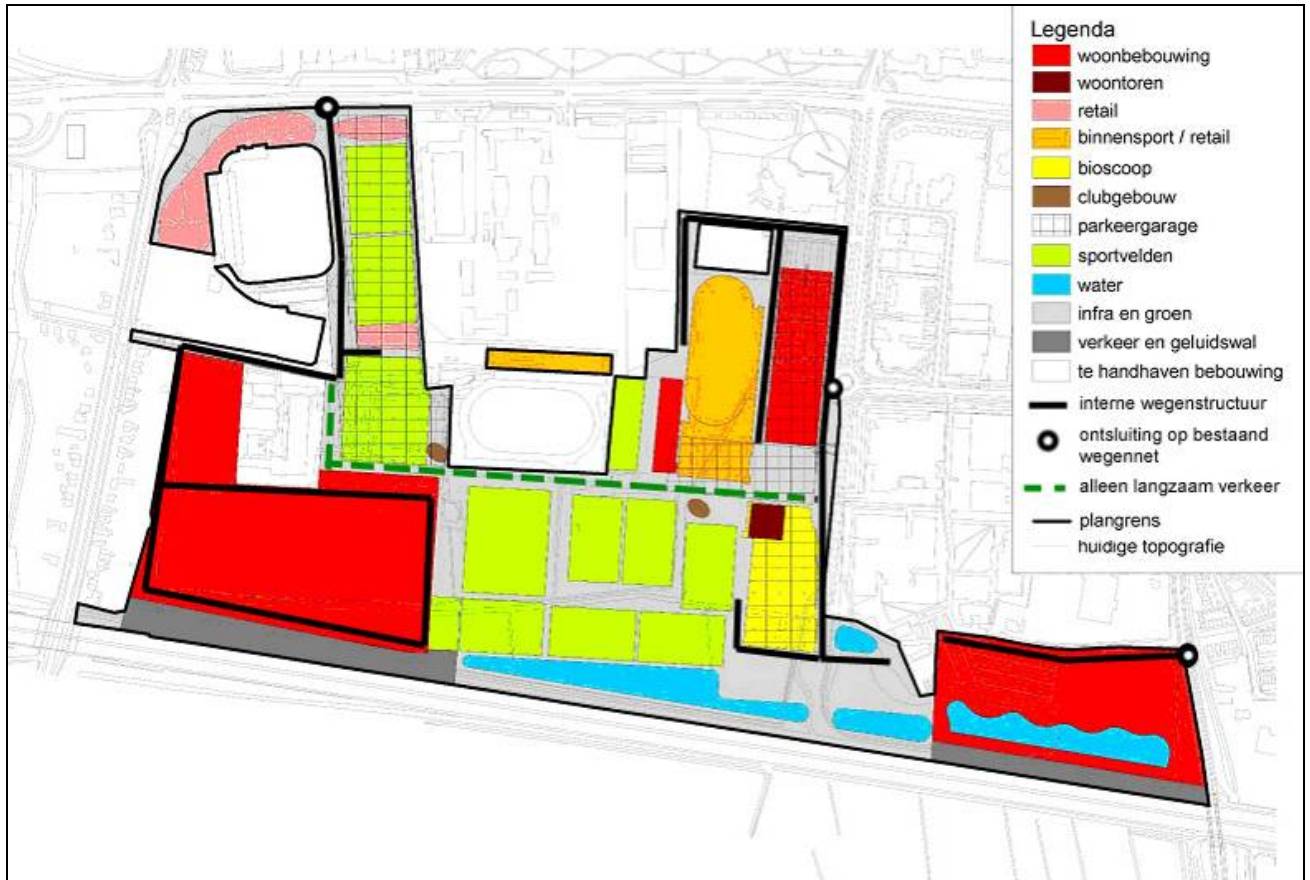 Legenda
woonbebouwing
woontoren
retail
binnensport / retail
bioscoop
clubgebouw
parkeergarage
sportvelden
water
infra en groen
verkeer en geluidswal
te handhaven bebouwing
interne wegenstructuur
ontsluiting op bestaand
wegennet
alleen langzaam verkeer
plangrens
huidige topografie